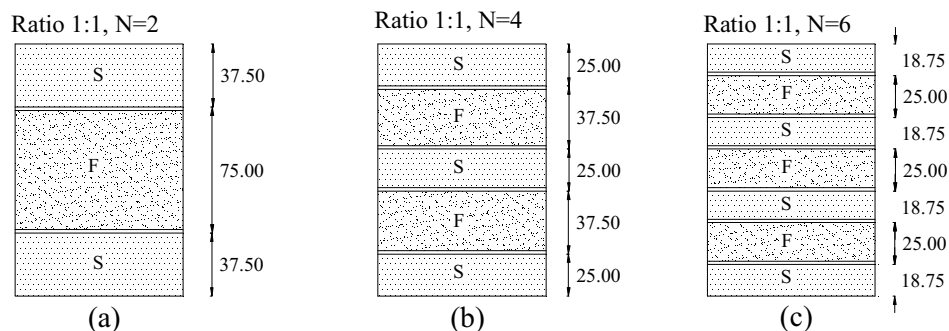 Ratio 1:1, N=2
S
37.50
F
75.00
S
37.50
(a)
Ratio 1:1, N=4
S
25.00
F
37.50
S
25.00
F
37.50
S
25.00
(b)
Ratio 1:1, N=6
S
18.75
F
25.00
S
18.75
F
25.00
S
18.75
F
25.00
S
18.75
(c)